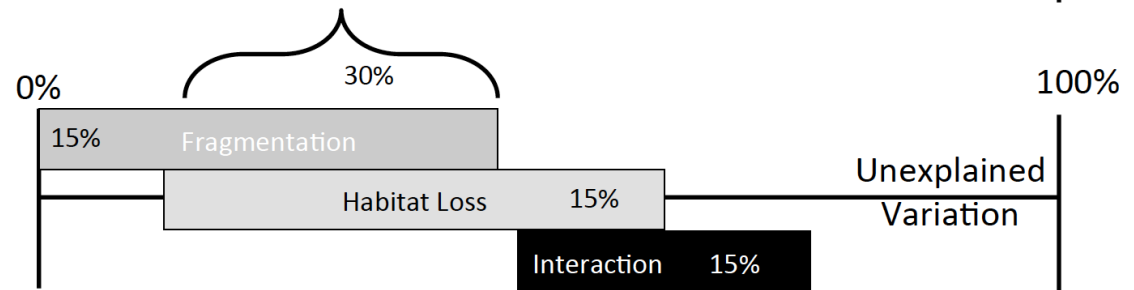 30%
0%
100%
15% Fragmentation
Unexplained
Habitat Loss 15%
Variation
Interaction 15%